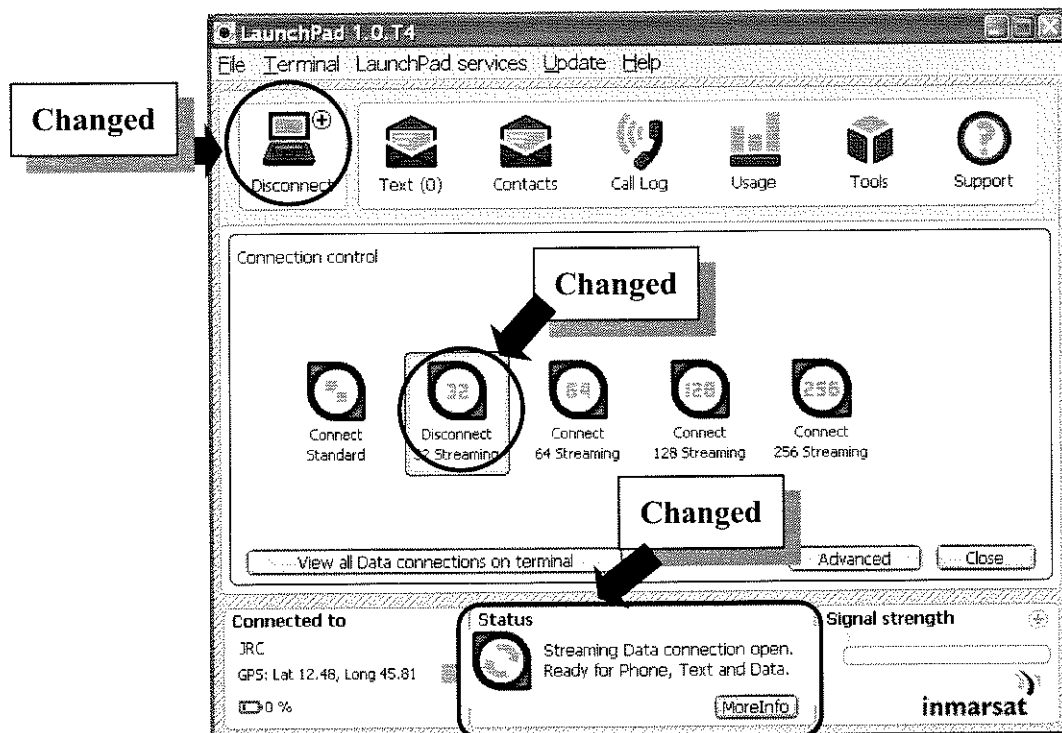 LaunchPad 1.0.T4
File Terminal LaunchPad services Update Help
Changed
Disconnect
Text (0)
Contacts
Call Log
Usage
Tools
Support
Connection control
Changed
32
64
128
256
Connect
Standard
Disconnect
32 Streaming
Connect
64 Streaming
Connect
128 Streaming
Connect
256 Streaming
Changed
View all Data connections on terminal
Advanced
Close
Connected to
JRC
GPS: Lat 12.48, Long 45.81
0 %
Status
Streaming Data connection open.
Ready for Phone, Text and Data.
MoreInfo
Signal strength
inmarsat